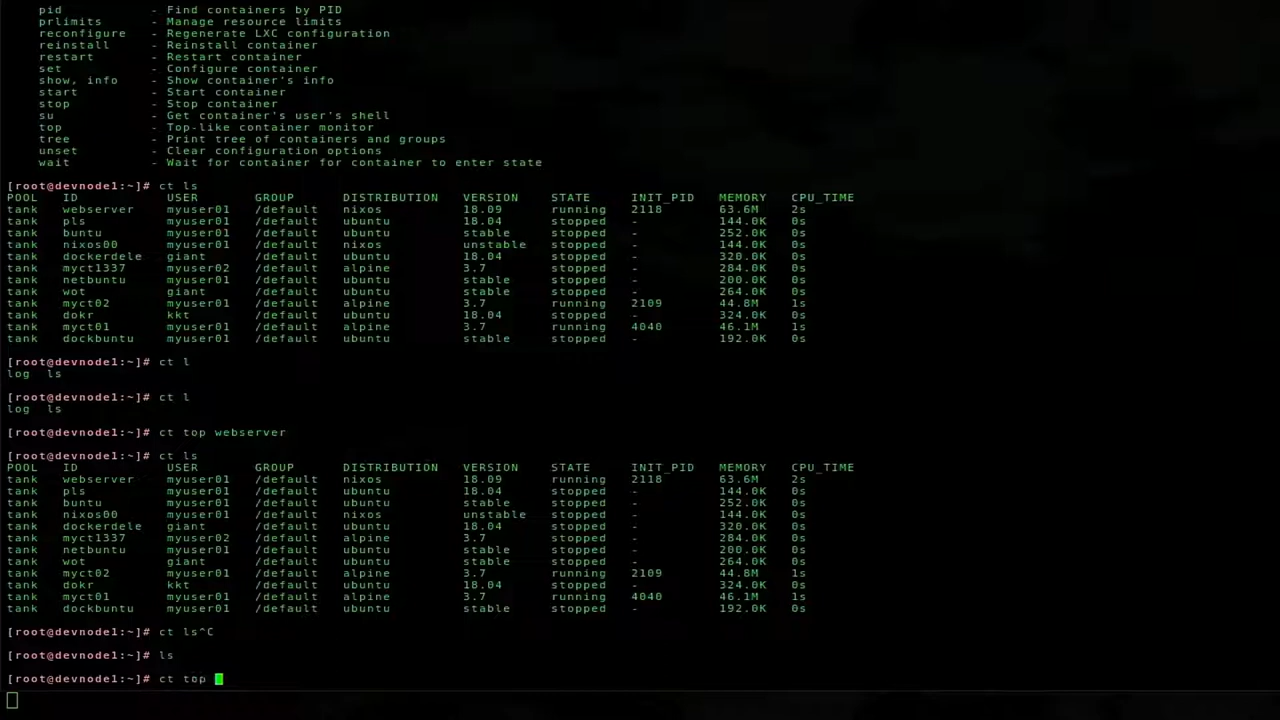 pid - Find containers by PID
prlimits - Manage resource limits
reconfigure - Regenerate LXC configuration
reinstall - Reinstall container
restart - Restart container
set - Configure container
show, info - Show container's info
start - Start container
stop - Stop container
su - Get container's user's shell
top - Top-like container monitor
tree - Print tree of containers and groups
unset - Clear configuration options
wait - Wait for container for container to enter state
[root@devnode1:~]# ct ls
POOL ID USER GROUP DISTRIBUTION VERSION STATE INIT_PID MEMORY CPU_TIME
tank webserver myuser01 /default nixos 18.09 running 2118 63.6M 2s
tank pls myuser01 /default ubuntu 18.04 stopped - 144.0K 0s
tank buntu myuser01 /default ubuntu stable stopped - 252.0K 0s
tank nixos00 myuser01 /default nixos unstable stopped - 144.0K 0s
tank dockerdele giant /default ubuntu 18.04 stopped - 320.0K 0s
tank myct1337 myuser02 /default alpine 3.7 stopped - 284.0K 0s
tank netbuntu myuser01 /default ubuntu stable stopped - 200.0K 0s
tank wot giant /default ubuntu stable stopped - 264.0K 0s
tank myct02 myuser01 /default alpine 3.7 running 2109 44.8M 1s
tank dokr kkt /default ubuntu 18.04 stopped - 324.0K 0s
tank myct01 myuser01 /default alpine 3.7 running 4040 46.1M 1s
tank dockbuntu myuser01 /default ubuntu stable stopped - 192.0K 0s
[root@devnode1:~]# ct l
log ls
[root@devnode1:~]# ct l
log ls
[root@devnode1:~]# ct top webserver
[root@devnode1:~]# ct ls
POOL ID USER GROUP DISTRIBUTION VERSION STATE INIT_PID MEMORY CPU_TIME
tank webserver myuser01 /default nixos 18.09 running 2118 63.6M 2s
tank pls myuser01 /default ubuntu 18.04 stopped - 144.0K 0s
tank buntu myuser01 /default ubuntu stable stopped - 252.0K 0s
tank nixos00 myuser01 /default nixos unstable stopped - 144.0K 0s
tank dockerdele giant /default ubuntu 18.04 stopped - 320.0K 0s
tank myct1337 myuser02 /default alpine 3.7 stopped - 284.0K 0s
tank netbuntu myuser01 /default ubuntu stable stopped - 200.0K 0s
tank wot giant /default ubuntu stable stopped - 264.0K 0s
tank myct02 myuser01 /default alpine 3.7 running 2109 44.8M 1s
tank dokr kkt /default ubuntu 18.04 stopped - 324.0K 0s
tank myct01 myuser01 /default alpine 3.7 running 4040 46.1M 1s
tank dockbuntu myuser01 /default ubuntu stable stopped - 192.0K 0s
[root@devnode1:~]# ct ls^C
[root@devnode1:~]# ls
[root@devnode1:~]# ct top